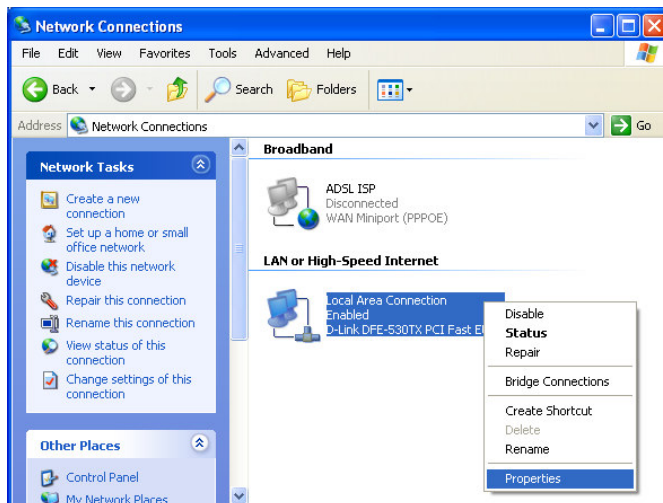 Network Connections
File Edit View Favorites Tools Advanced Help
Back Search Folders
Address Network Connections Go
Network Tasks
Create a new
connection
Set up a home or small
office network
Disable this network
device
Repair this connection
Rename this connection
View status of this
connection
Change settings of this
connection
Other Places
Control Panel
My Network Places
Broadband
ADSL ISP
Disconnected
WAN Miniport (PPPOE)
LAN or High-Speed Internet
Local Area Connection
Enabled
D-Link DFE-530TX PCI Fast
Disable
Status
Repair
Bridge Connections
Create Shortcut
Delete
Rename
Properties